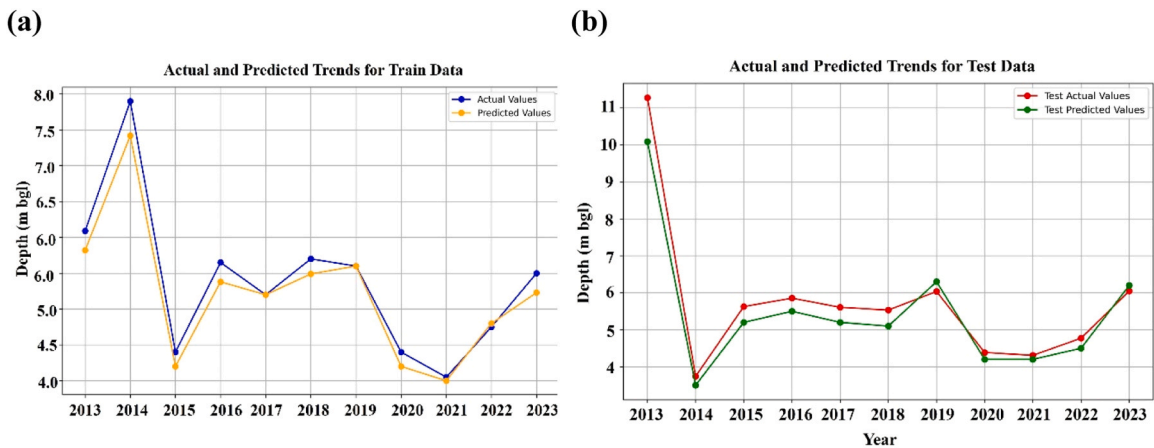 (a)
Actual and Predicted Trends for Train Data
Actual Values
Predicted Values
Depth (m bgl)
8.0
7.5
7.0
6.5
6.0
6.0
5.0
4.5
4.0
2013 2014 2015 2016 2017 2018 2019 2020 2021 2022 2023
(b)
Actual and Predicted Trends for Test Data
Test Actual Values
Test Predicted Values
Depth (m bgl)
11
10
9
8
7
6
5
4
2013 2014 2015 2016 2017 2018 2019 2020 2021 2022 2023
Year